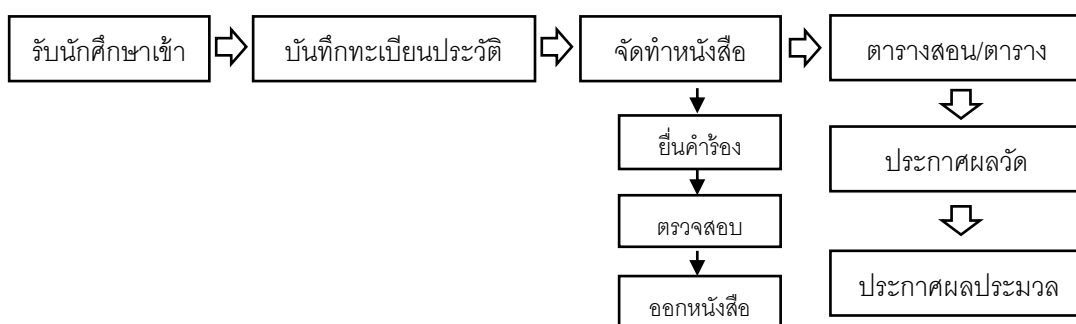 รับนักศึกษาเข้า
บันทึกทะเบียนประวัติ
จัดทำหนังสือ
ตารางสอน/ตาราง
ยื่นคำร้อง
ประกาศผลวัด
ตรวจสอบ
ออกหนังสือ
ประกาศผลประมวล